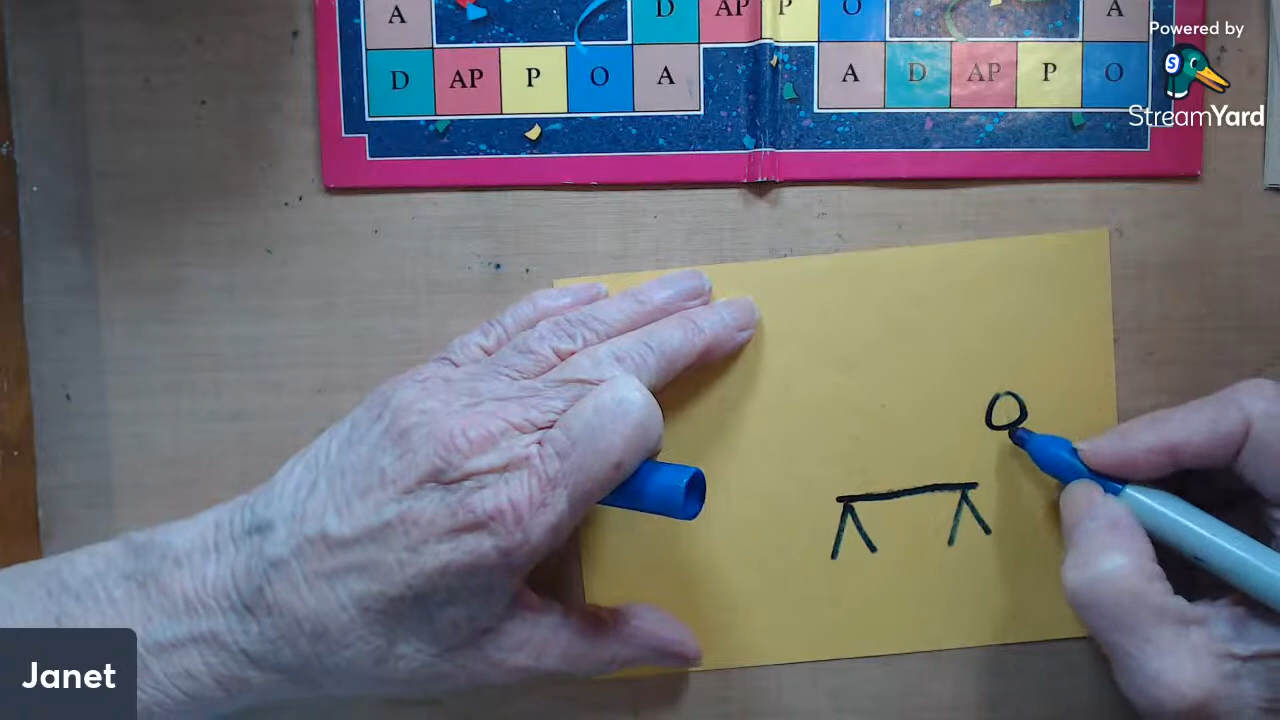 A D AP P O A
D AP P O A A D AP P O
Powered by
S
StreamYard
Janet